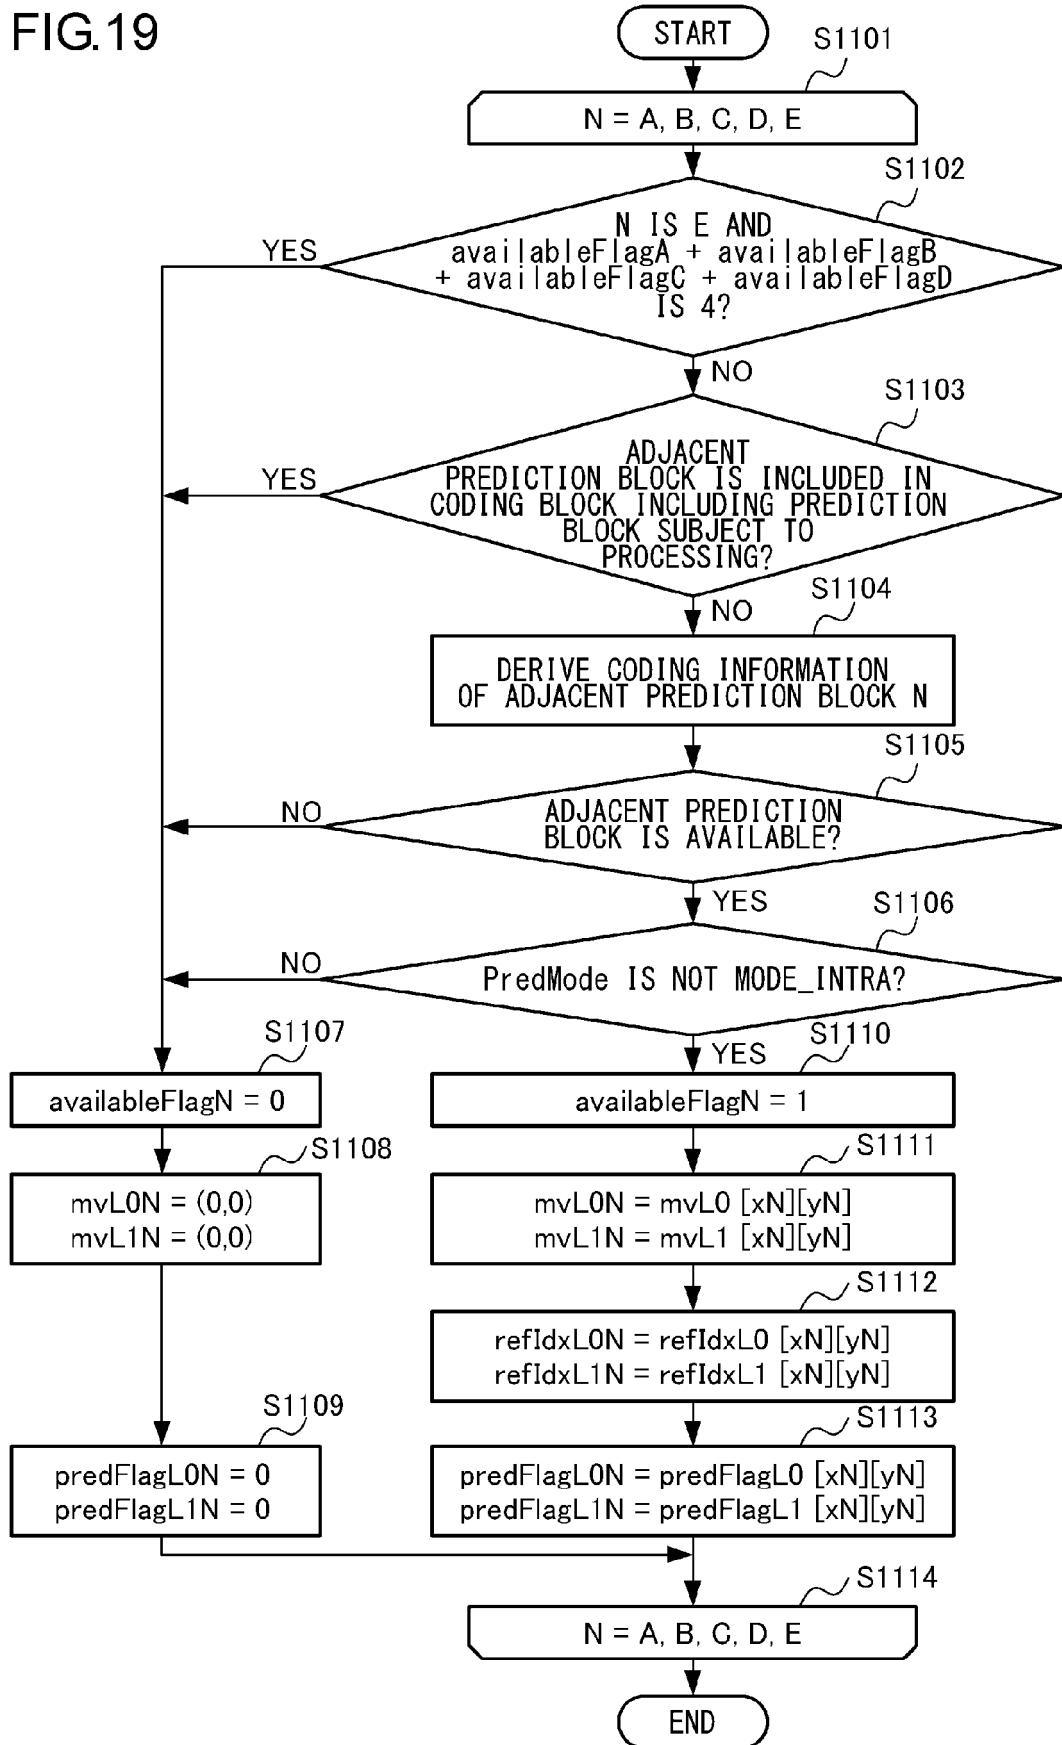 FIG.19
START
S1101
N = A, B, C, D, E
S1102
N IS E AND
availableFlagA + availableFlagB
+ availableFlagC + availableFlagD
IS 4?
YES
NO
S1103
ADJACENT
PREDICTION BLOCK IS INCLUDED IN
CODING BLOCK INCLUDING PREDICTION
BLOCK SUBJECT TO
PROCESSING?
YES
NO
S1104
DERIVE CODING INFORMATION
OF ADJACENT PREDICTION BLOCK N
S1105
ADJACENT PREDICTION
BLOCK IS AVAILABLE?
NO
YES
S1106
PredMode IS NOT MODE_INTRA?
NO
YES
S1107
availableFlagN = 0
S1110
availableFlagN = 1
S1108
mvL0N = (0,0)
mvL1N = (0,0)
S1111
mvL0N = mvL0 [xN][yN]
mvL1N = mvL1 [xN][yN]
S1112
refIdxL0N = refIdxL0 [xN][yN]
refIdxL1N = refIdxL1 [xN][yN]
S1109
predFlagL0N = 0
predFlagL1N = 0
S1113
predFlagL0N = predFlagL0 [xN][yN]
predFlagL1N = predFlagL1 [xN][yN]
S1114
N = A, B, C, D, E
END